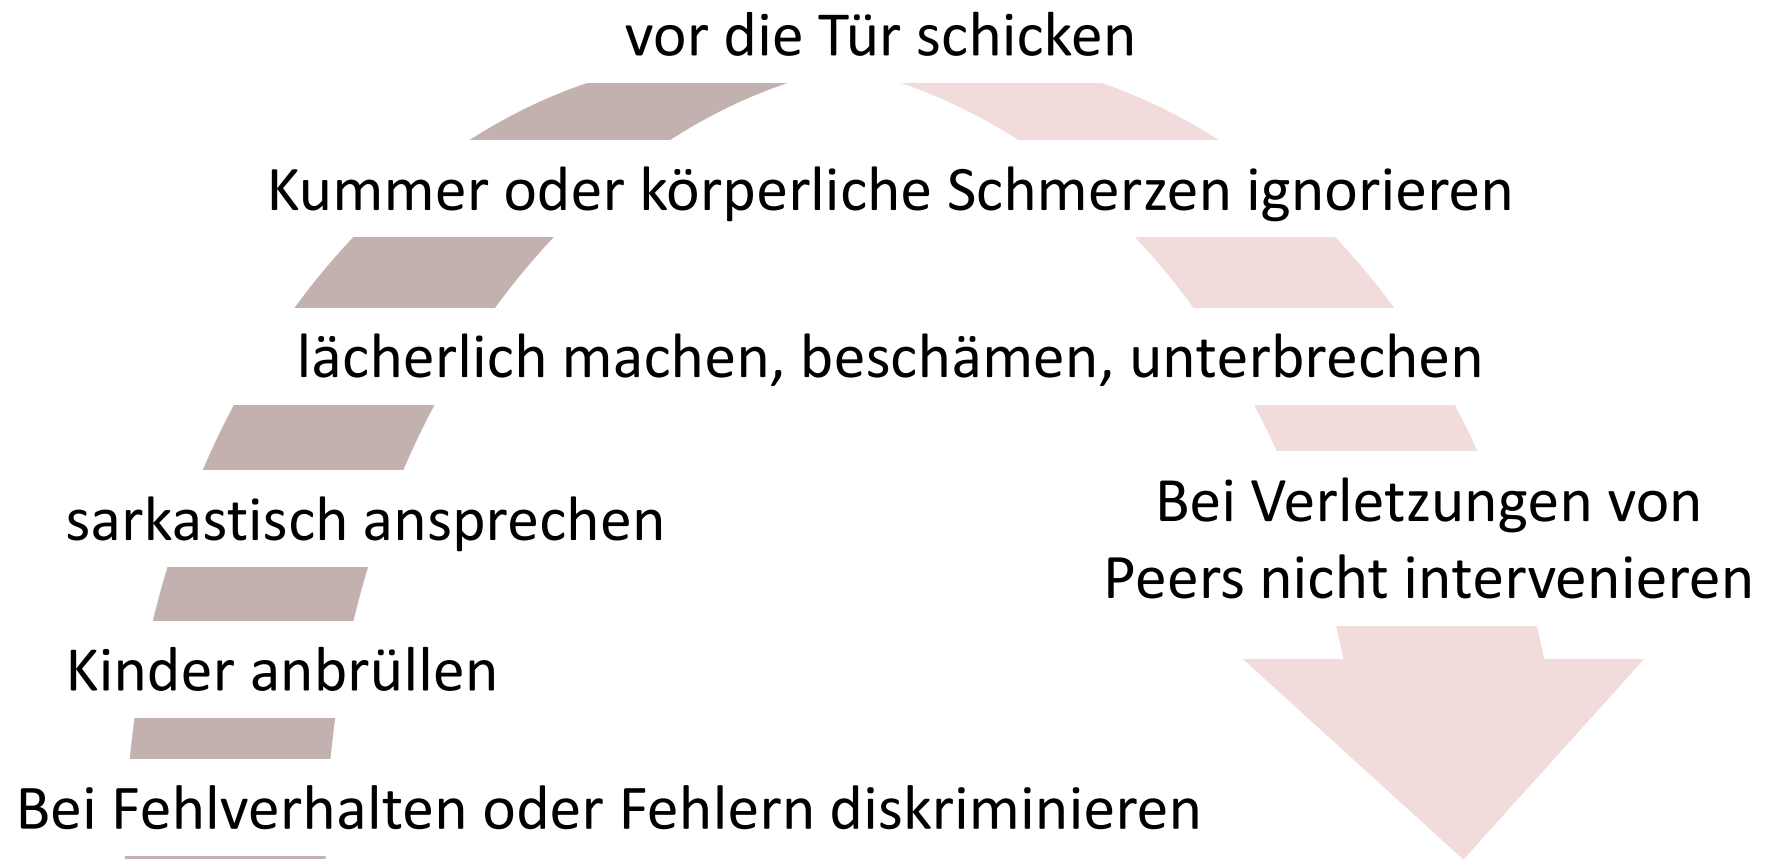 vor die Tür schicken
Kummer oder körperliche Schmerzen ignorieren
lächerlich machen, beschämen, unterbrechen
sarkastisch ansprechen
Bei Verletzungen von
Peers nicht intervenieren
Kinder anbrüllen
Bei Fehlverhalten oder Fehlern diskriminieren